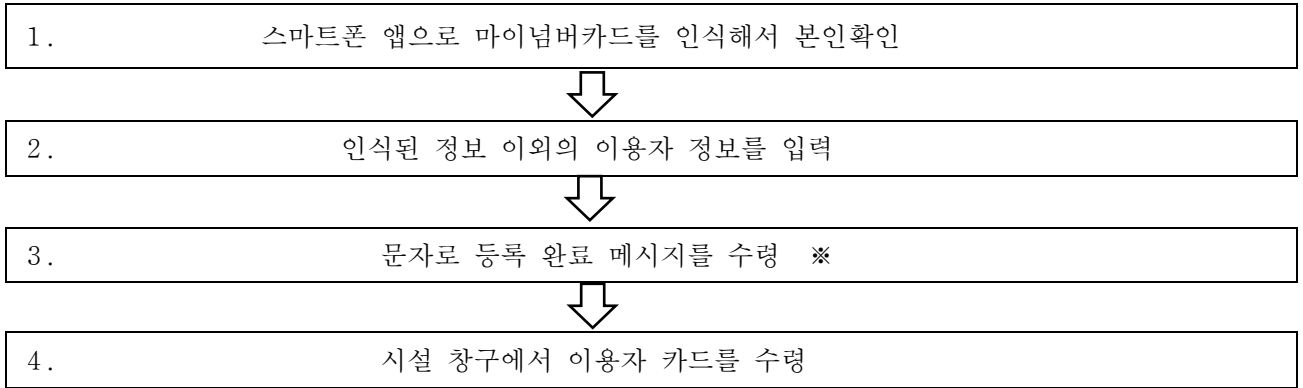 1. 스마트폰 앱으로 마이넘버카드를 인식해서 본인확인
2. 인식된 정보 이외의 이용자 정보를 입력
3. 문자로 등록 완료 메시지를 수령 ※
4. 시설 창구에서 이용자 카드를 수령